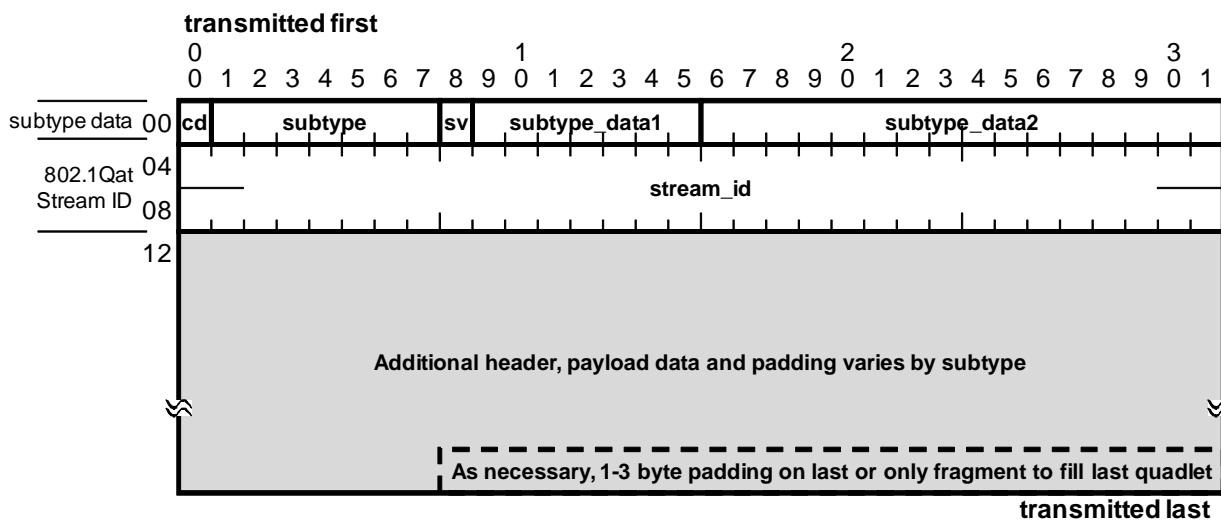 transmitted first
0 1 2 3
0 1 2 3 4 5 6 7 8 9 0 1 2 3 4 5 6 7 8 9 0 1 2 3 4 5 6 7 8 9 0 1
subtype data 00 cd subtype sv subtype_data1 subtype_data2
04
802.1Qat
Stream ID
stream_id
08
12
Additional header, payload data and padding varies by subtype
As necessary, 1-3 byte padding on last or only fragment to fill last quadlet
transmitted last